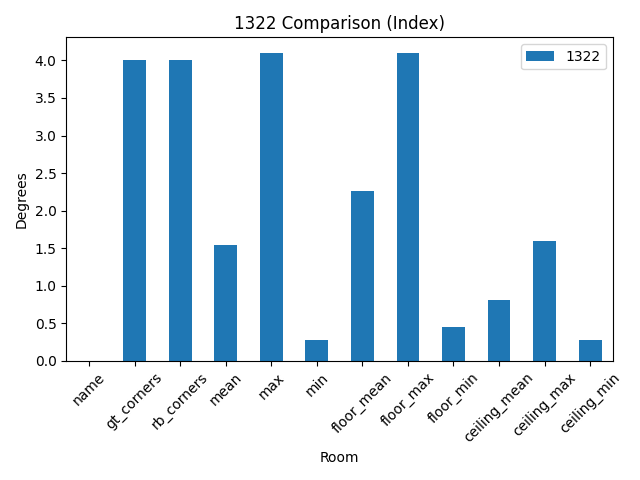 1322 Comparison (Index)
1322
Degrees
4.0
3.5
3.0
2.5
2.0
1.5
1.0
0.5
0.0
name
gt_corners
rb_corners
mean
max
min
floor_mean
floor_max
floor_min
ceiling_mean
ceiling_max
ceiling_min
Room